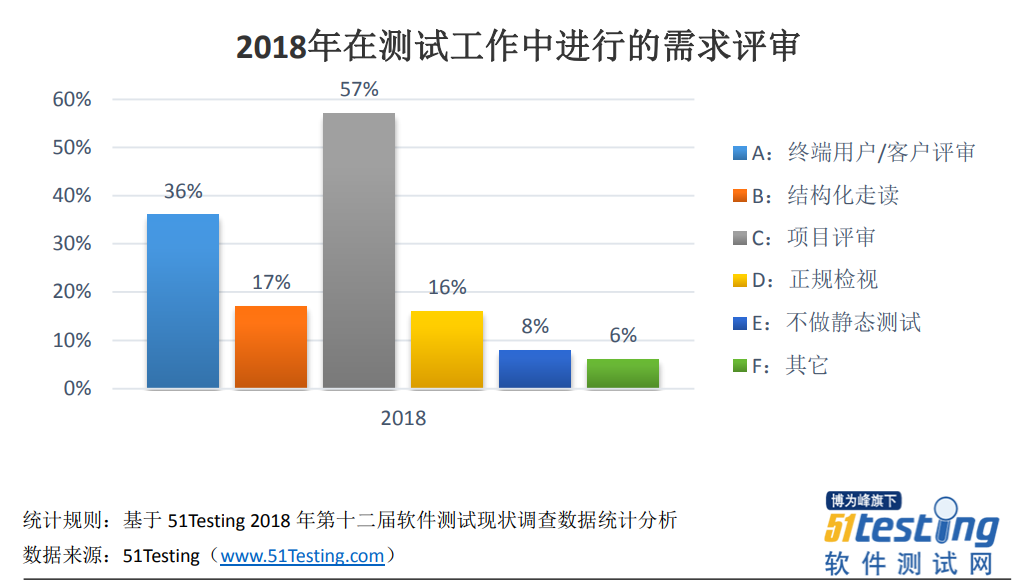 2018年在测试工作中进行的需求评审
57%
60%
50%
40%
36%
30%
20%
17%
16%
10%
8%
6%
0%
2018
A：终端用户/客户评审
B：结构化走读
C：项目评审
D：正规检视
E：不做静态测试
F：其它
统计规则：基于 51Testing 2018 年第十二届软件测试现状调查数据统计分析
数据来源：51Testing（www.51Testing.com）
博为峰旗下
51testing
软件测试网